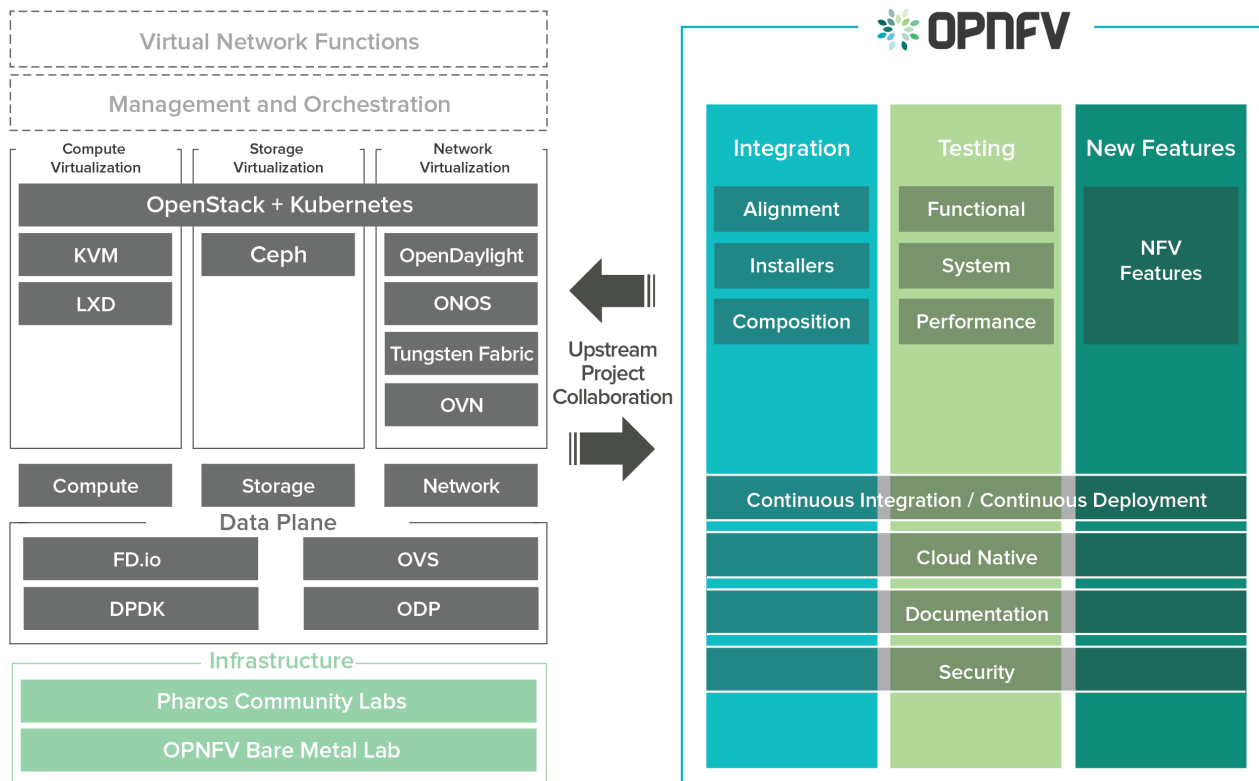 Virtual Network Functions
Management and Orchestration
Compute
Virtualization
Storage
Virtualization
Network
Virtualization
OpenStack + Kubernetes
KVM
Ceph
OpenDaylight
LXD
ONOS
Tungsten Fabric
OVN
Compute
Storage
Network
Data Plane
FD.io
OVS
DPDK
ODP
Infrastructure
Pharos Community Labs
OPNFV Bare Metal Lab
Upstream
Project
Collaboration
OPNFV
Integration
Alignment
Installers
Composition
Testing
Functional
System
Performance
New Features
NFV
Features
Continuous Integration / Continuous Deployment
Cloud Native
Documentation
Security